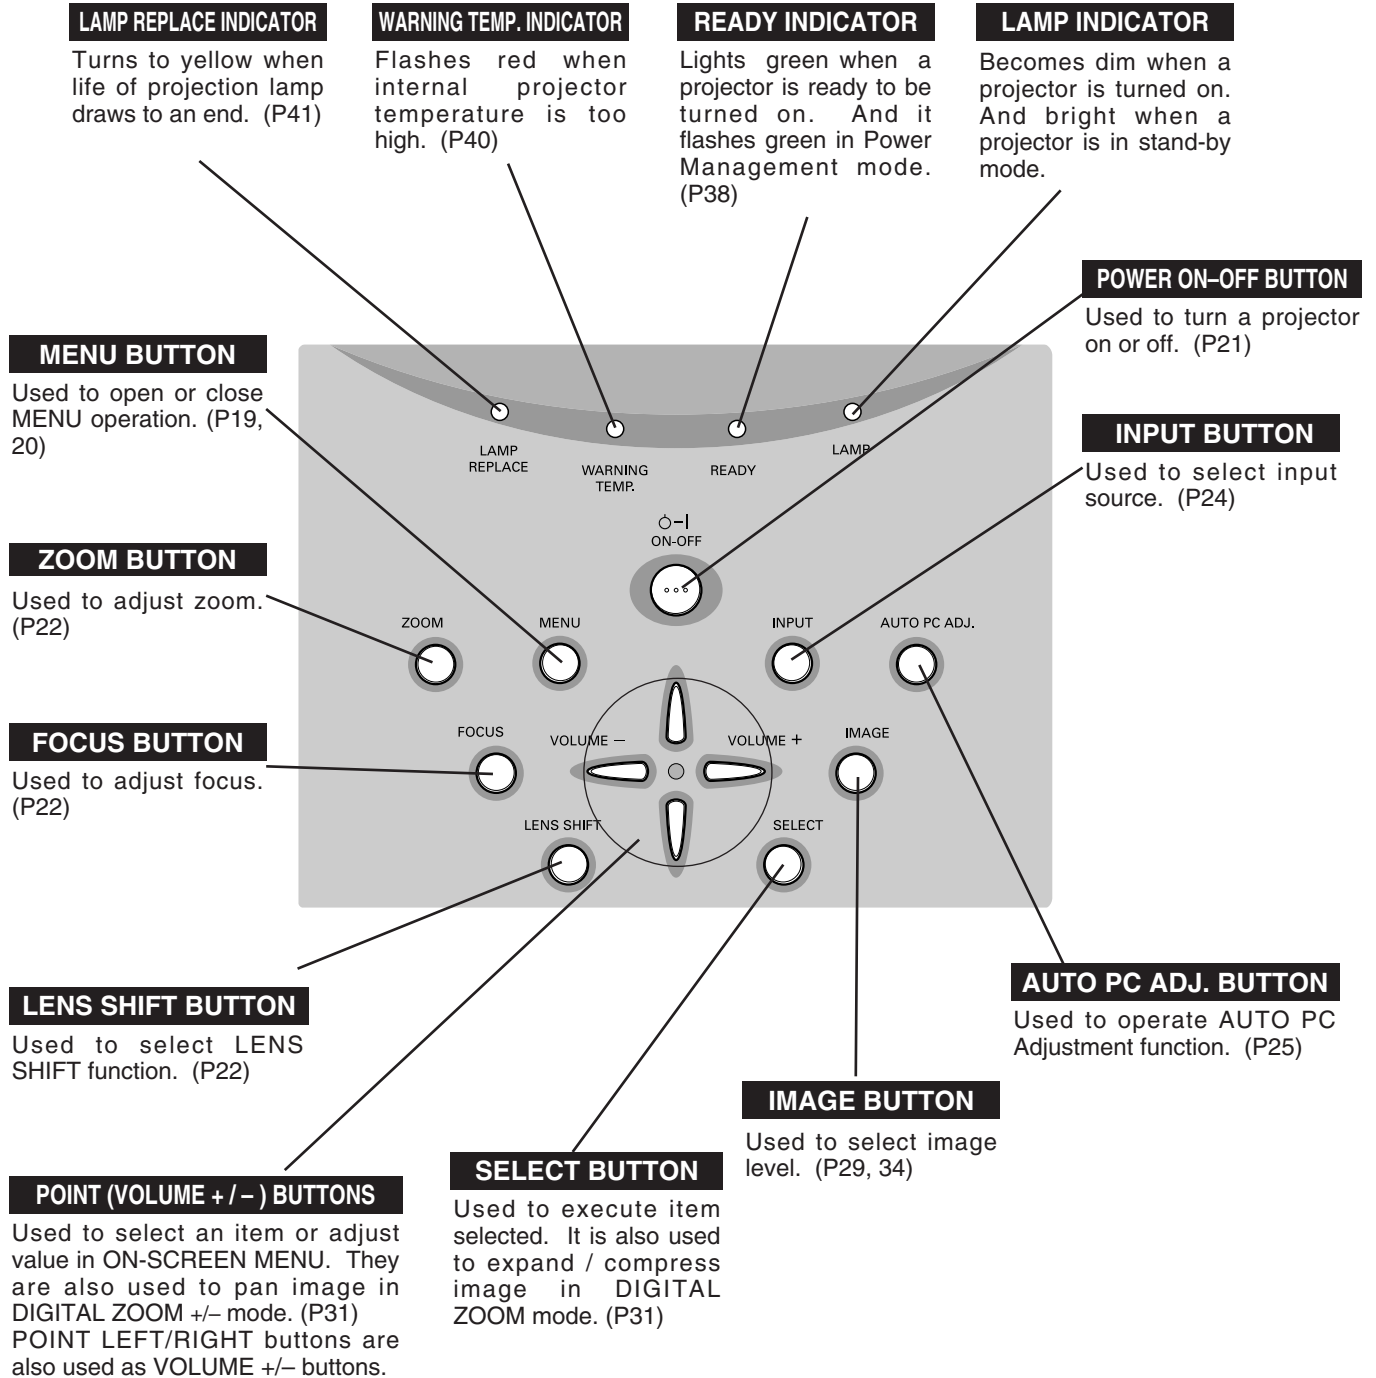 LAMP REPLACE INDICATOR
Turns to yellow when
life of projection lamp
draws to an end. (P41)
WARNING TEMP. INDICATOR
Flashes red when
internal projector
temperature is too
high. (P40)
READY INDICATOR
Lights green when a
projector is ready to be
turned on. And it
flashes green in Power
Management mode.
(P38)
LAMP INDICATOR
Becomes dim when a
projector is turned on.
And bright when a
projector is in stand-by
mode.
POWER ON–OFF BUTTON
Used to turn a projector
on or off. (P21)
MENU BUTTON
Used to open or close
MENU operation. (P19,
20)
INPUT BUTTON
Used to select input
source. (P24)
LAMP
REPLACE
WARNING
TEMP.
READY
LAMP
ON-OFF
ZOOM BUTTON
Used to adjust zoom.
(P22)
ZOOM
MENU
INPUT
AUTO PC ADJ.
FOCUS BUTTON
Used to adjust focus.
(P22)
FOCUS
VOLUME –
VOLUME +
IMAGE
LENS SHIFT
SELECT
LENS SHIFT BUTTON
Used to select LENS
SHIFT function. (P22)
AUTO PC ADJ. BUTTON
Used to operate AUTO PC
Adjustment function. (P25)
IMAGE BUTTON
Used to select image
level. (P29, 34)
SELECT BUTTON
Used to execute item
selected. It is also used
to expand / compress
image in DIGITAL
ZOOM mode. (P31)
POINT (VOLUME + / – ) BUTTONS
Used to select an item or adjust
value in ON-SCREEN MENU. They
are also used to pan image in
DIGITAL ZOOM +/– mode. (P31)
POINT LEFT/RIGHT buttons are
also used as VOLUME +/– buttons.